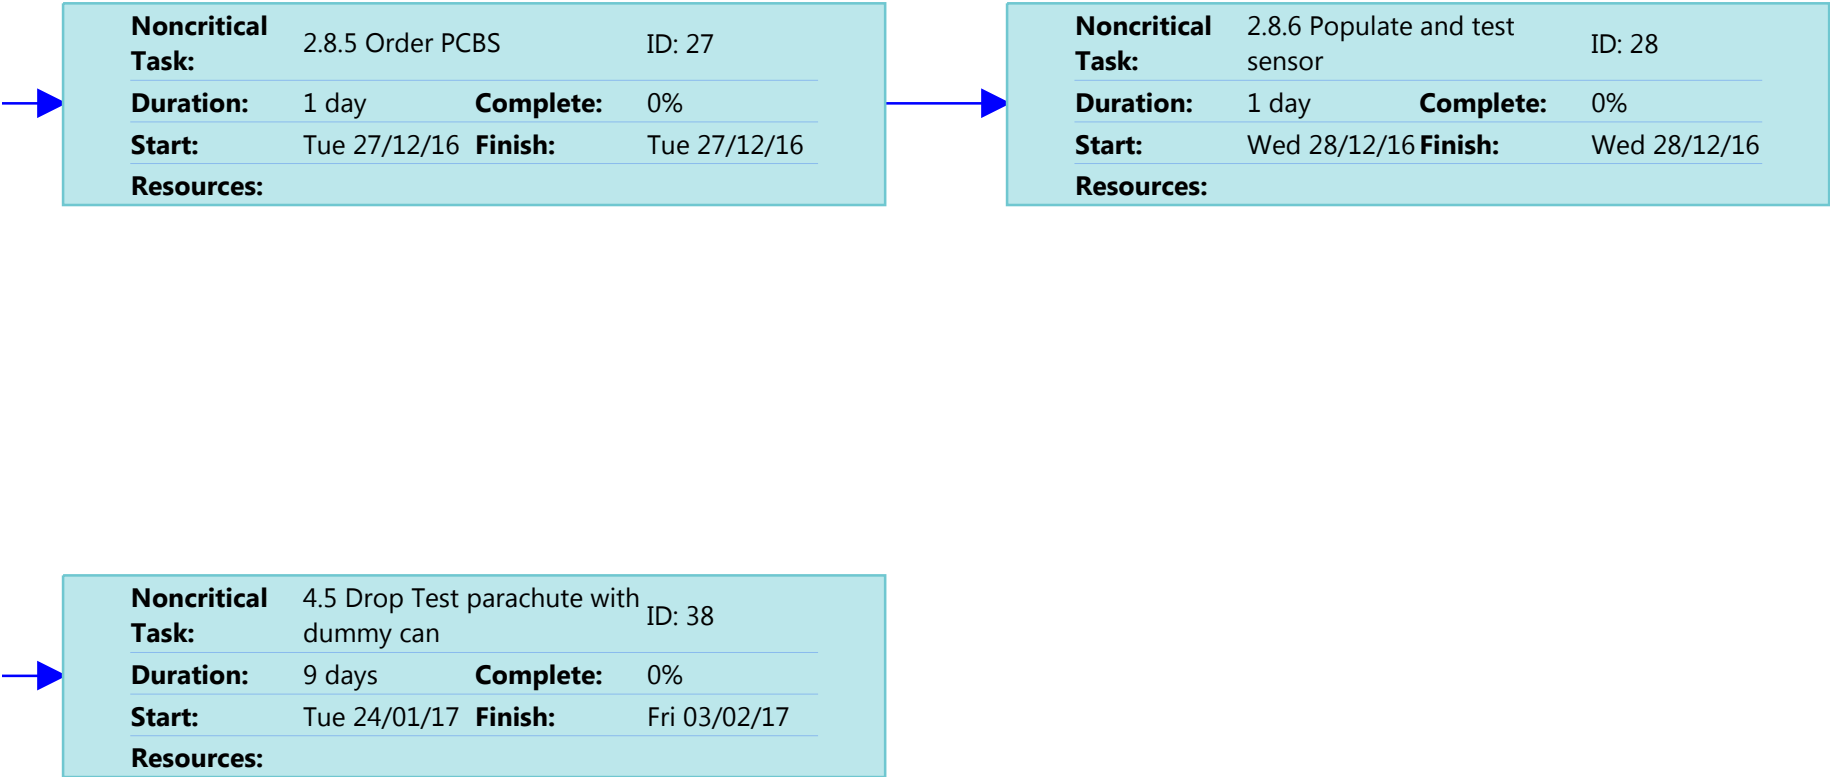 Noncritical Task: 2.8.5 Order PCBS ID: 27
Duration: 1 day Complete: 0%
Start: Tue 27/12/16 Finish: Tue 27/12/16
Resources:
Noncritical Task: 2.8.6 Populate and test sensor ID: 28
Duration: 1 day Complete: 0%
Start: Wed 28/12/16 Finish: Wed 28/12/16
Resources:
Noncritical Task: 4.5 Drop Test parachute with dummy can ID: 38
Duration: 9 days Complete: 0%
Start: Tue 24/01/17 Finish: Fri 03/02/17
Resources: